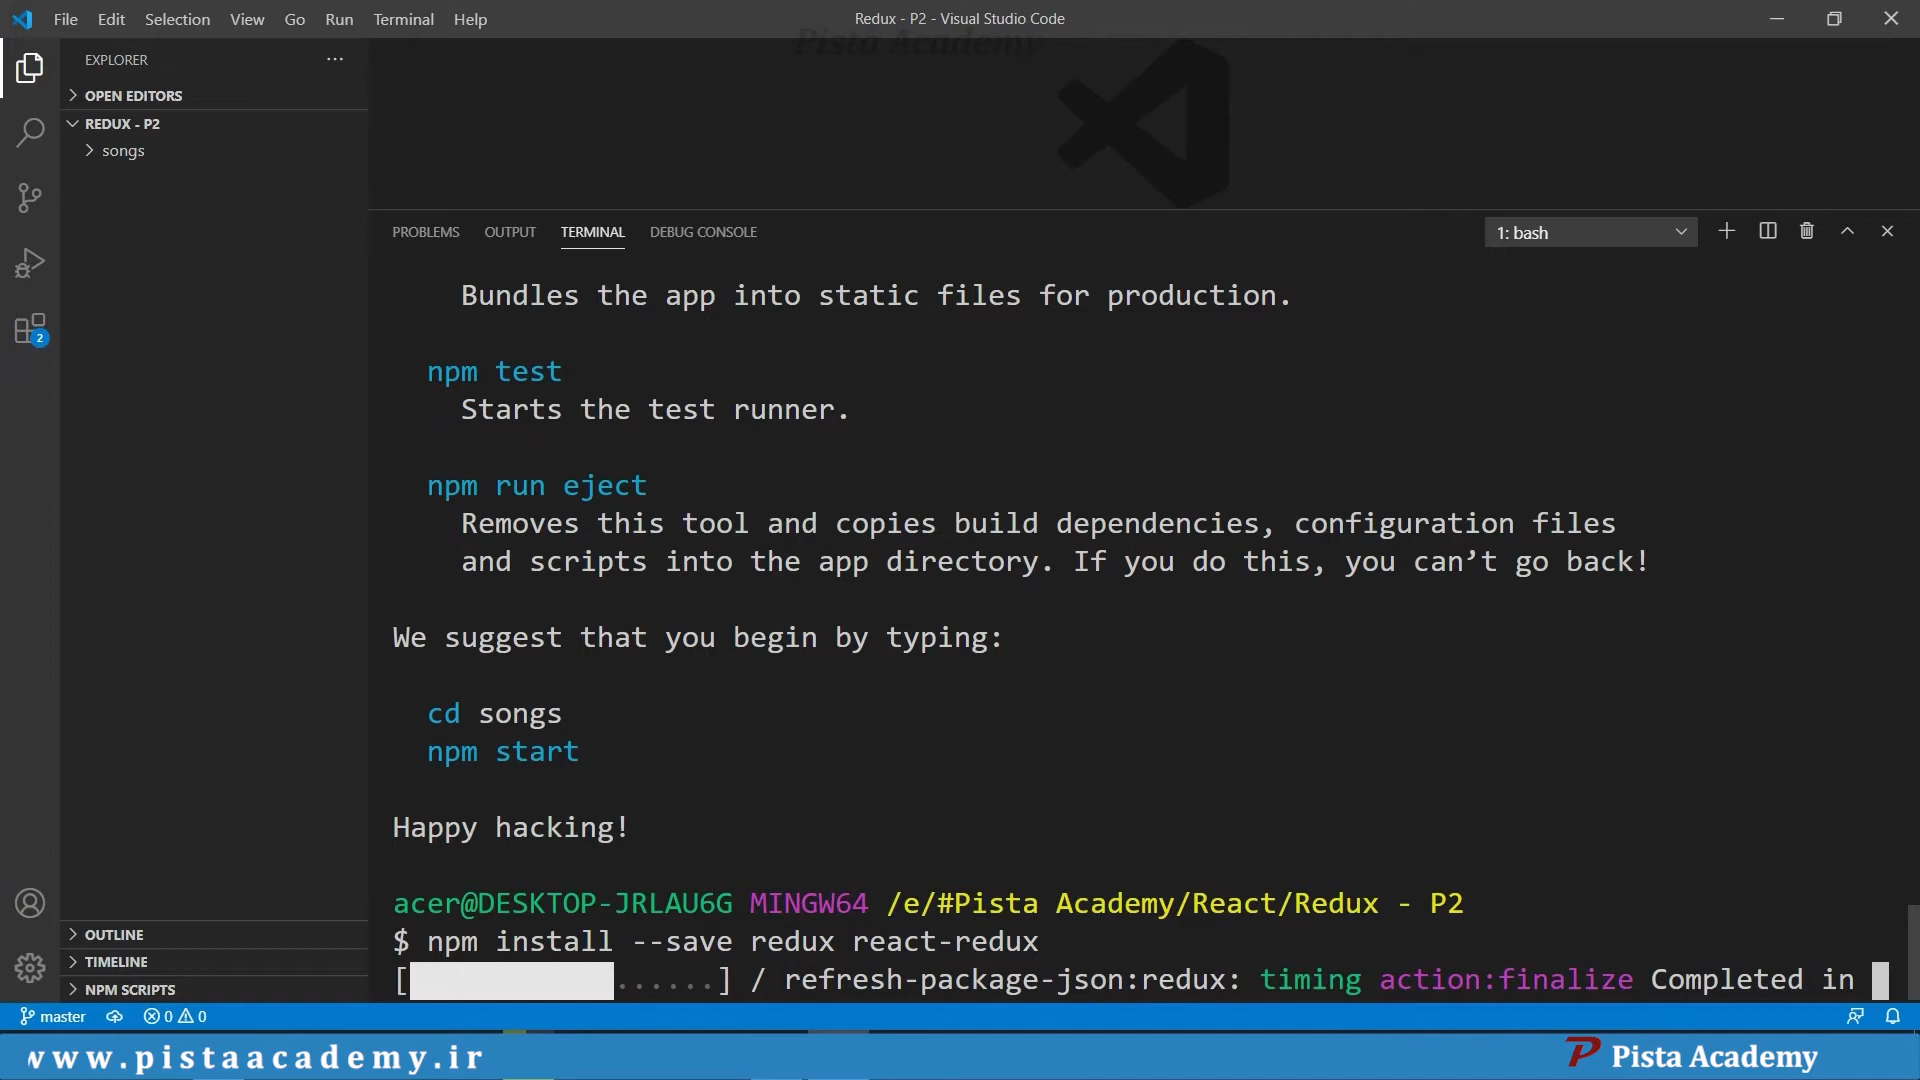 File Edit Selection View Go Run Terminal Help
Redux - P2 - Visual Studio Code
Pista Academy
EXPLORER
OPEN EDITORS
REDUX - P2
songs
PROBLEMS OUTPUT TERMINAL DEBUG CONSOLE
1: bash
2
Bundles the app into static files for production.
npm test
Starts the test runner.
npm run eject
Removes this tool and copies build dependencies, configuration files
and scripts into the app directory. If you do this, you can’t go back!
We suggest that you begin by typing:
cd songs
npm start
Happy hacking!
acer@DESKTOP-JRLAU6G MINGW64 /e/#Pista Academy/React/Redux - P2
$ npm install --save redux react-redux
[ ......] / refresh-package-json:redux: timing action:finalize Completed in
OUTLINE
TIMELINE
NPM SCRIPTS
master 0 0
www.pistaacademy.ir
Pista Academy